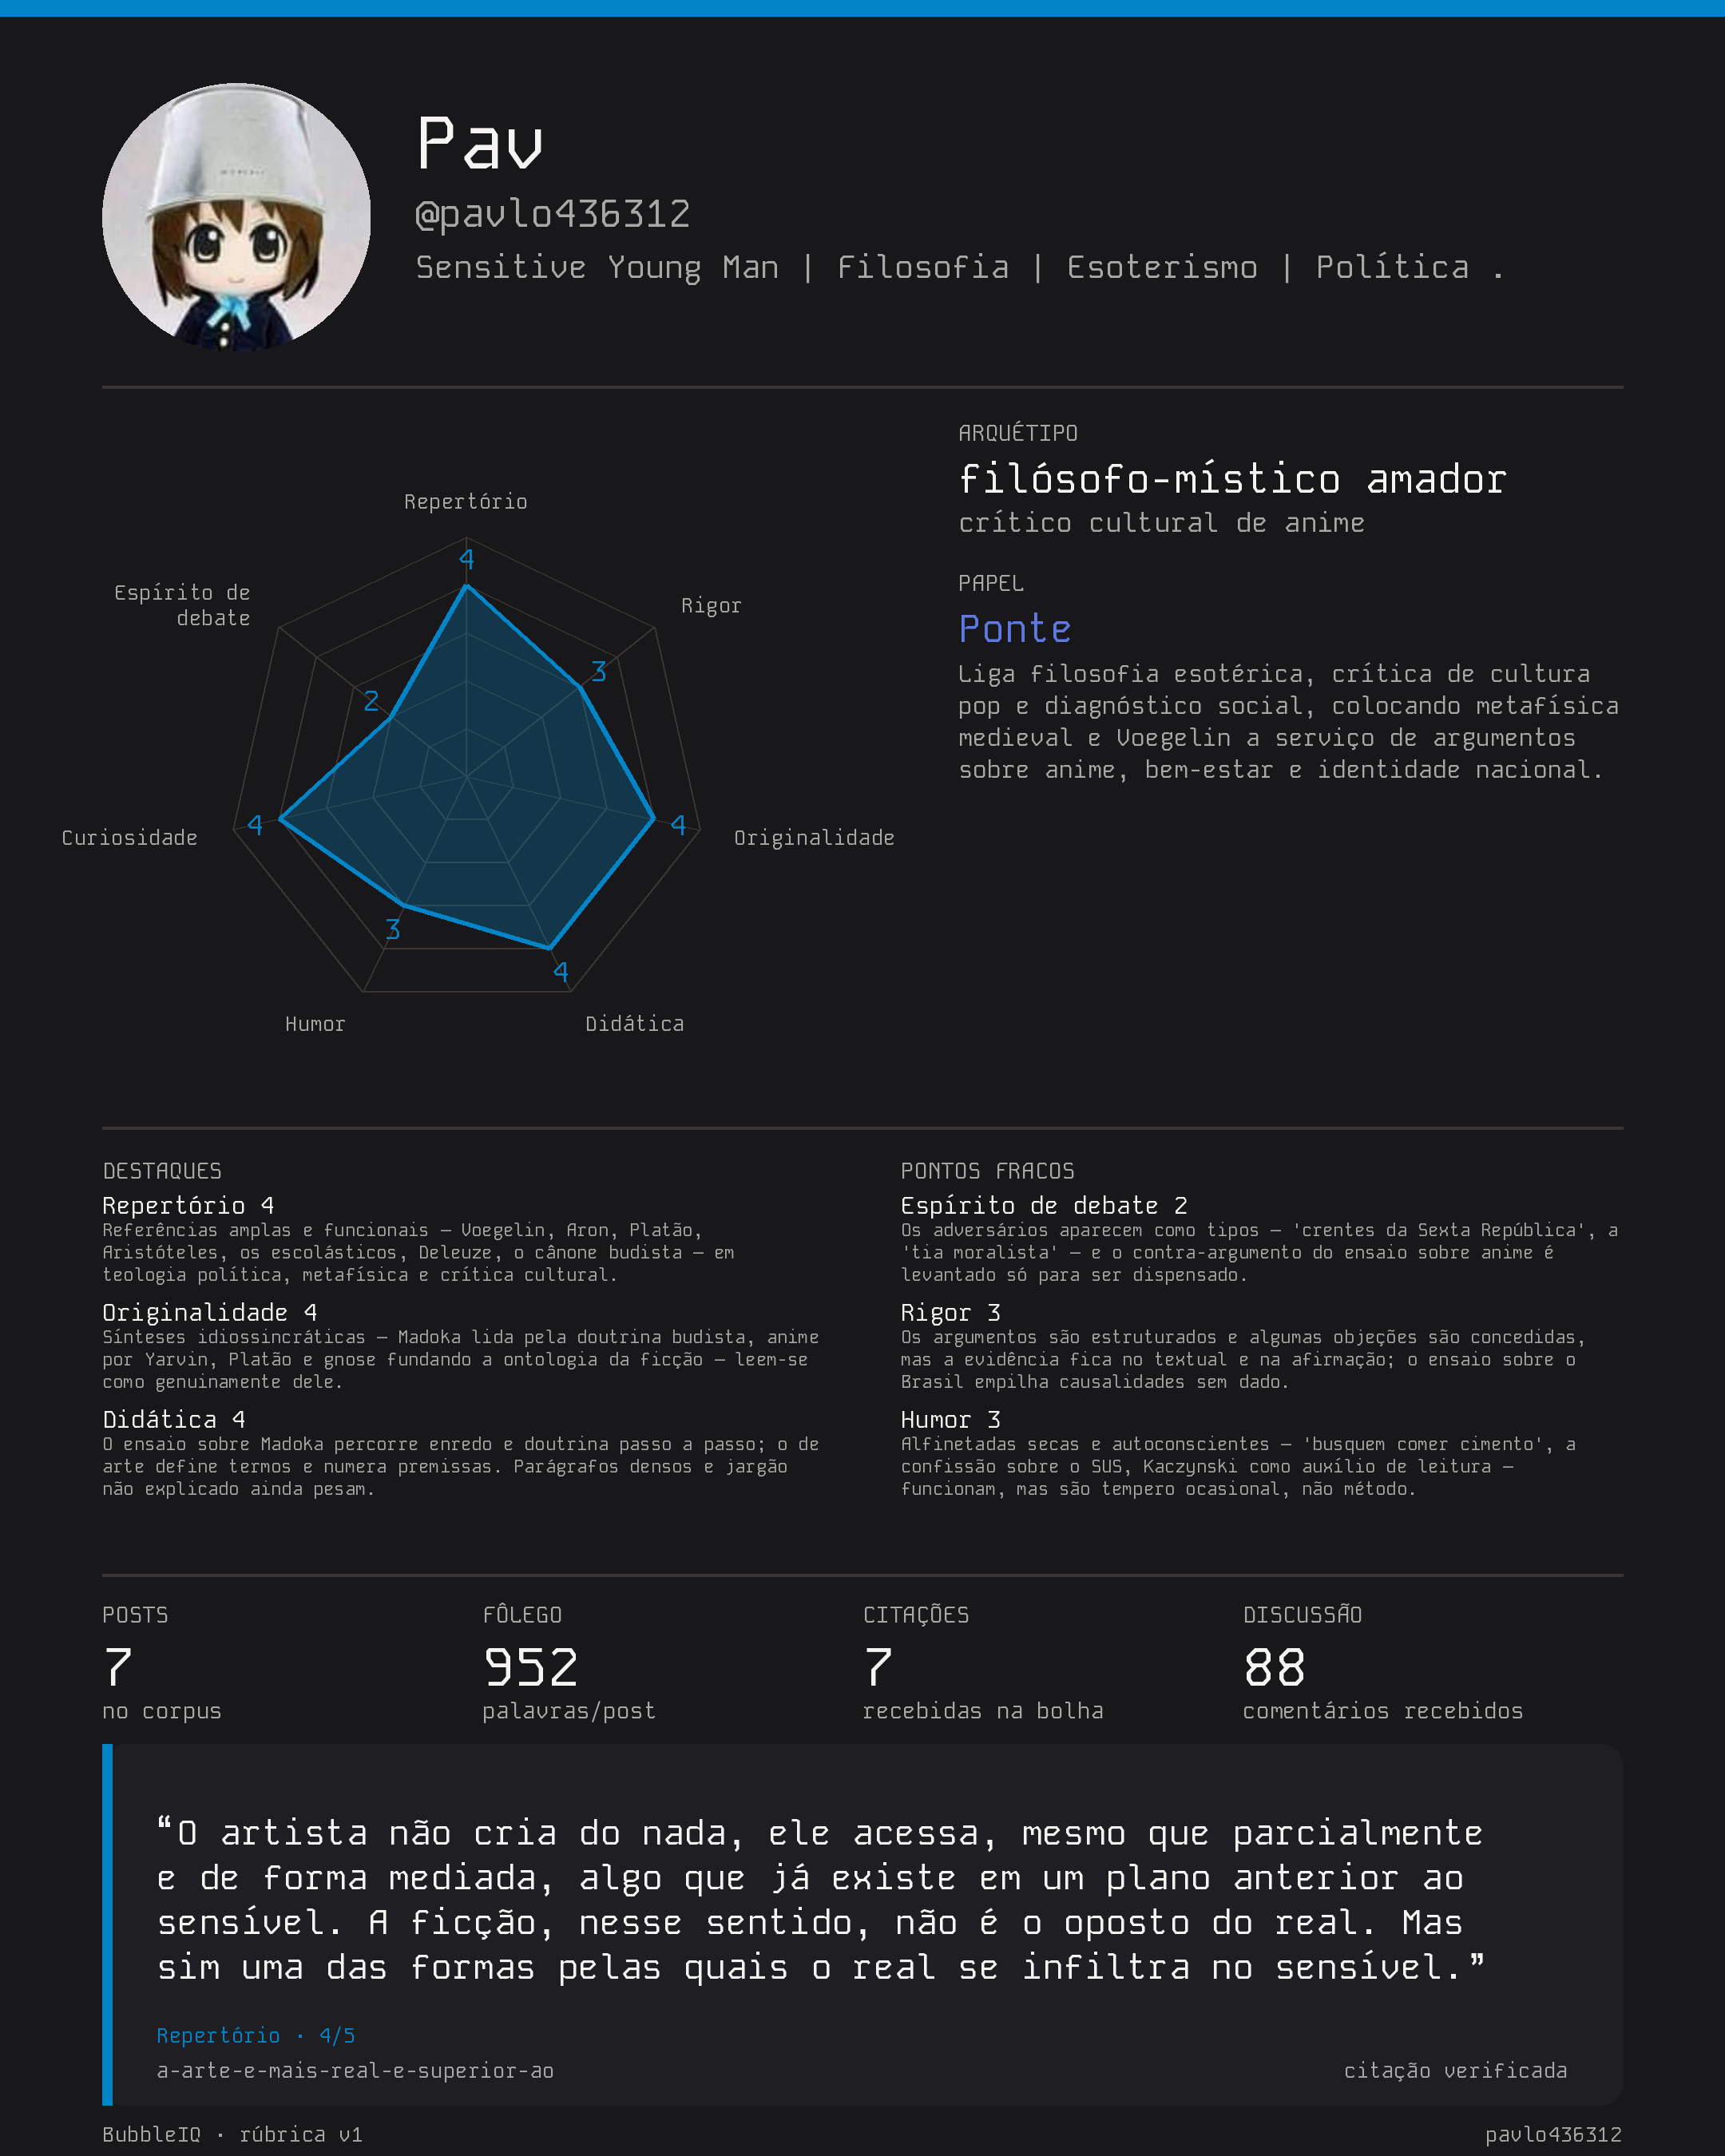 Pav
@pavlo436312
Sensitive Young Man | Filosofia | Esoterismo | Política .
ARQUÉTIPO
filósofo-místico amador
crítico cultural de anime
PAPEL
Ponte
Liga filosofia esotérica, crítica de cultura
pop e diagnóstico social, colocando metafísica
medieval e Voegelin a serviço de argumentos
sobre anime, bem-estar e identidade nacional.
Repertório
4
Rigor
3
Originalidade
4
Didática
4
Humor
3
Curiosidade
4
Espírito de
debate
2
DESTAQUES
Repertório 4
Referências amplas e funcionais — Voegelin, Aron, Platão,
Aristóteles, os escolásticos, Deleuze, o cânone budista — em
teologia política, metafísica e crítica cultural.
Originalidade 4
Sínteses idiossincráticas — Madoka lida pela doutrina budista, anime
por Yarvin, Platão e gnose fundando a ontologia da ficção — leem-se
como genuinamente dele.
Didática 4
O ensaio sobre Madoka percorre enredo e doutrina passo a passo; o de
arte define termos e numera premissas. Parágrafos densos e jargão
não explicado ainda pesam.
PONTOS FRACOS
Espírito de debate 2
Os adversários aparecem como tipos — 'crentes da Sexta República', a
'tia moralista' — e o contra-argumento do ensaio sobre anime é
levantado só para ser dispensado.
Rigor 3
Os argumentos são estruturados e algumas objeções são concedidas,
mas a evidência fica no textual e na afirmação; o ensaio sobre o
Brasil empilha causalidades sem dado.
Humor 3
Alfinetadas secas e autoconscientes — 'busquem comer cimento', a
confissão sobre o SUS, Kaczynski como auxílio de leitura —
funcionam, mas são tempero ocasional, não método.
POSTS
7
no corpus
FÔLEGO
952
palavras/post
CITAÇÕES
7
recebidas na bolha
DISCUSSÃO
88
comentários recebidos
“O artista não cria do nada, ele acessa, mesmo que parcialmente
e de forma mediada, algo que já existe em um plano anterior ao
sensível. A ficção, nesse sentido, não é o oposto do real. Mas
sim uma das formas pelas quais o real se infiltra no sensível.”
Repertório · 4/5
a-arte-e-mais-real-e-superior-ao
citação verificada
BubbleIQ · rúbrica v1
pavlo436312